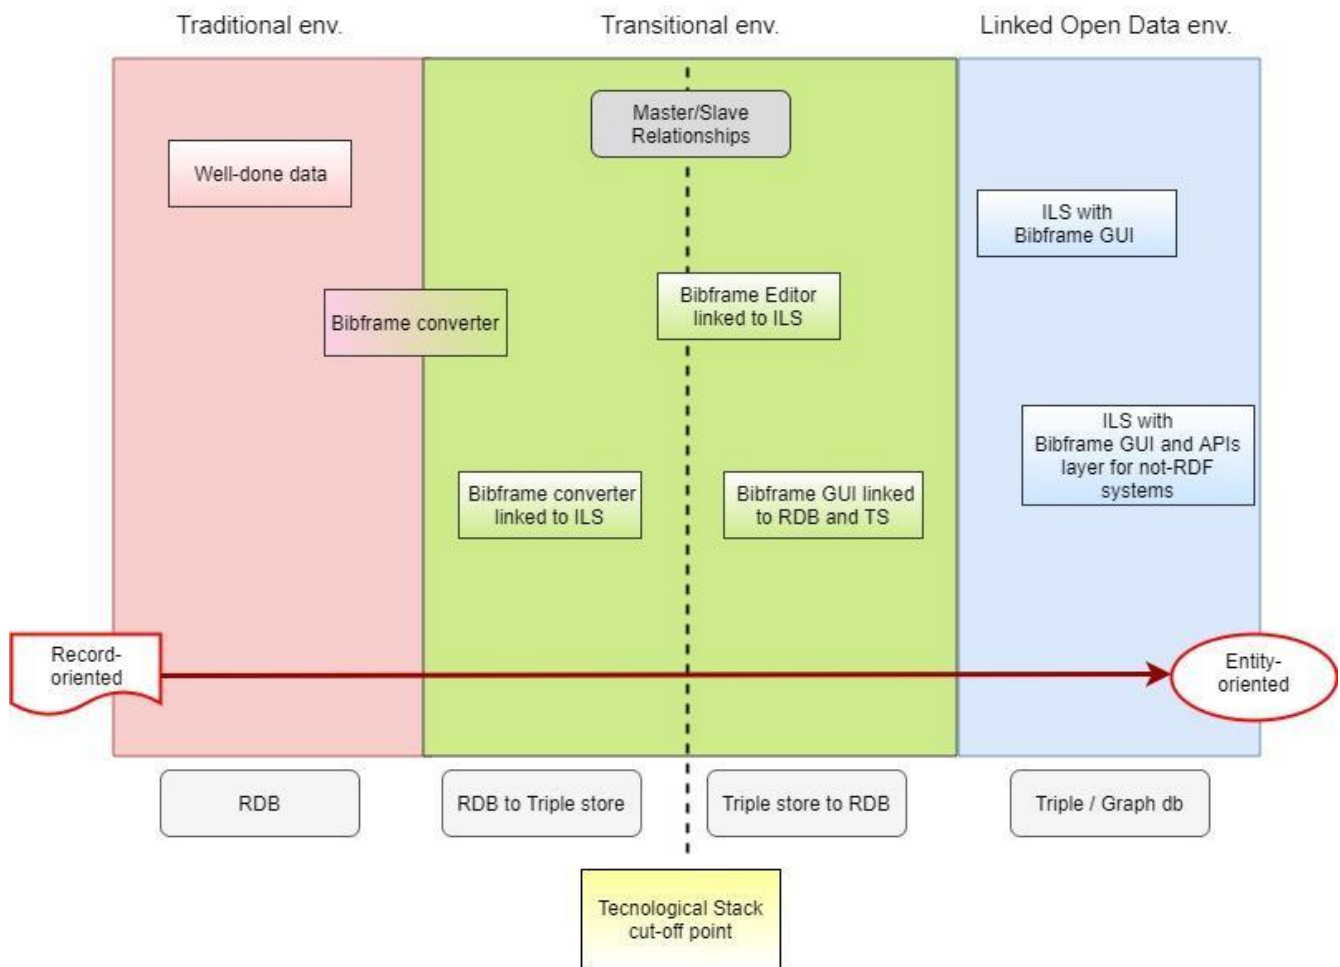 Traditional env.
Transitional env.
Linked Open Data env.
Master/Slave
Relationships
Well-done data
ILS with
Bibframe GUI
Bibframe converter
Bibframe Editor
linked to ILS
ILS with
Bibframe GUI and APIs
layer for not-RDF
systems
Bibframe converter
linked to ILS
Bibframe GUI linked
to RDB and TS
Record-
oriented
Entity-
oriented
RDB
RDB to Triple store
Triple store to RDB
Triple / Graph db
Tecnological Stack
cut-off point